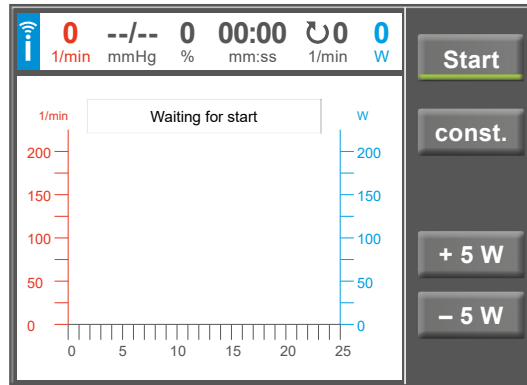 0 --/-- 0 00:00 0 0
1/min mmHg % mm:ss 1/min W
Start
1/min Waiting for start W
const.
200 200
150 150
100 100
+ 5 W
50 50
– 5 W
0 0
0 5 10 15 20 25